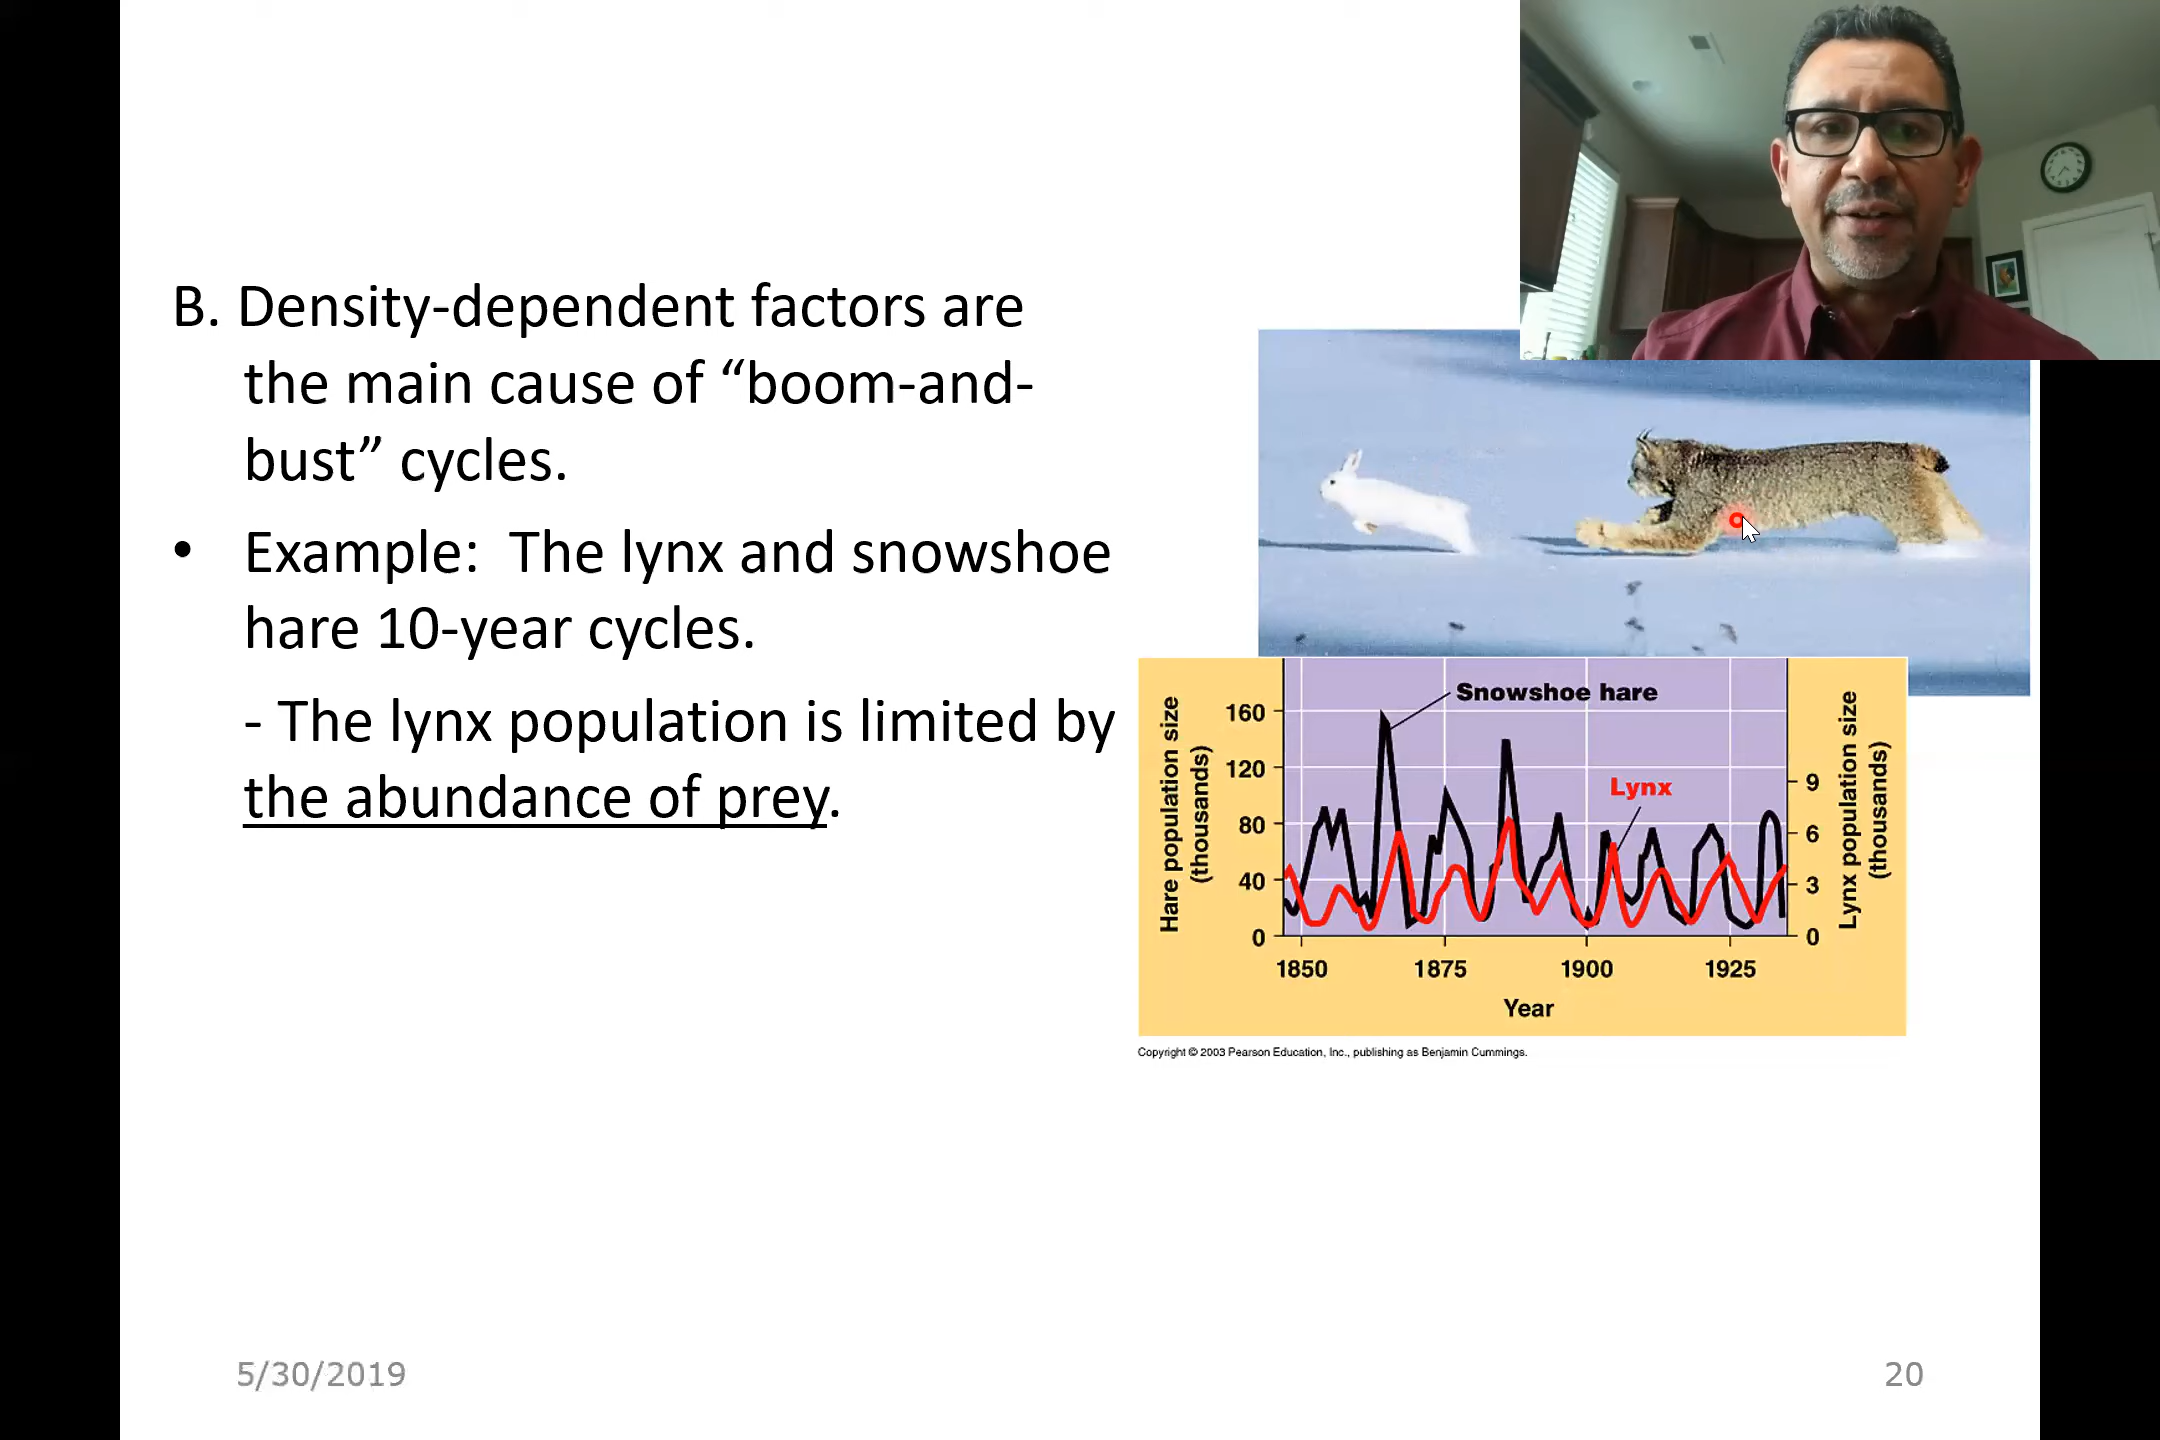 B. Density-dependent factors are
the main cause of “boom-and-
bust” cycles.
• Example: The lynx and snowshoe
hare 10-year cycles.
- The lynx population is limited by
the abundance of prey.
Snowshoe hare
Lynx
Hare population size
(thousands)
160
120
80
40
0
9
6
3
0
Lynx population size
(thousands)
1850 1875 1900 1925
Year
Copyright © 2003 Pearson Education, Inc., publishing as Benjamin Cummings.
5/30/2019
20